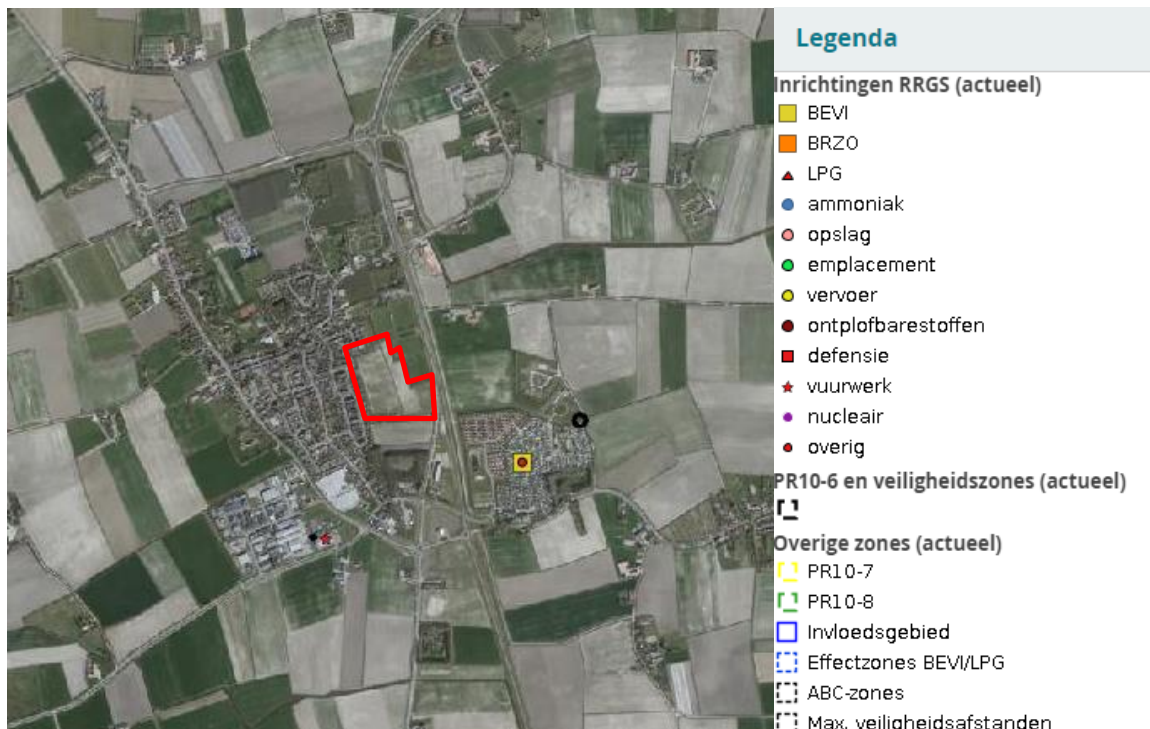 Legenda
Inrichtingen RRGS (actueel)
BEVI
BRZO
LPG
ammoniak
opslag
emplacement
vervoer
ontplofbarestoffen
defensie
vuurwerk
nucleair
overig
PR10-6 en veiligheidszones (actueel)
Overige zones (actueel)
PR10-7
PR10-8
Invloedsgebied
Effectzones BEVI/LPG
ABC-zones
Max. veiligheidsafstanden